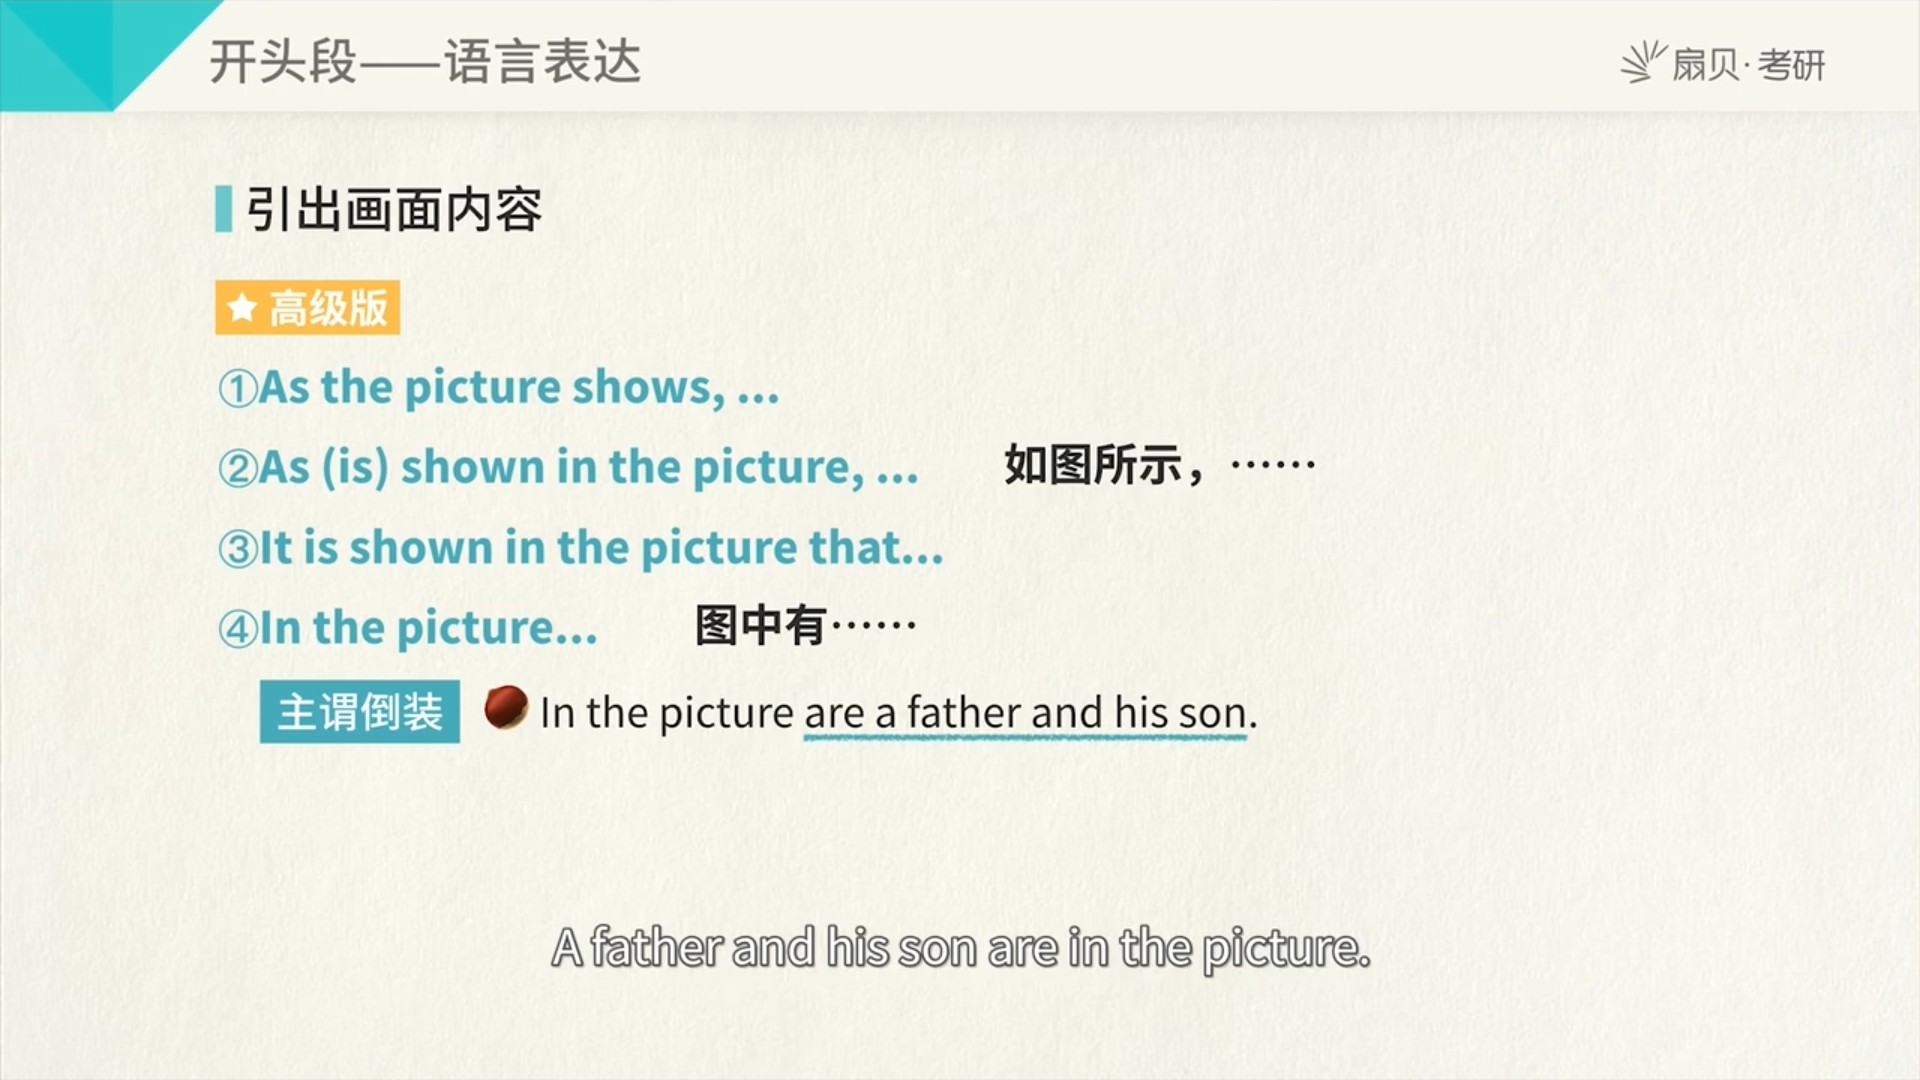 开头段——语言表达
扇贝·考研
引出画面内容
★ 高级版
①As the picture shows, ...
②As (is) shown in the picture, ... 如图所示，……
③It is shown in the picture that...
④In the picture... 图中有……
主谓倒装 In the picture are a father and his son.
A father and his son are in the picture.